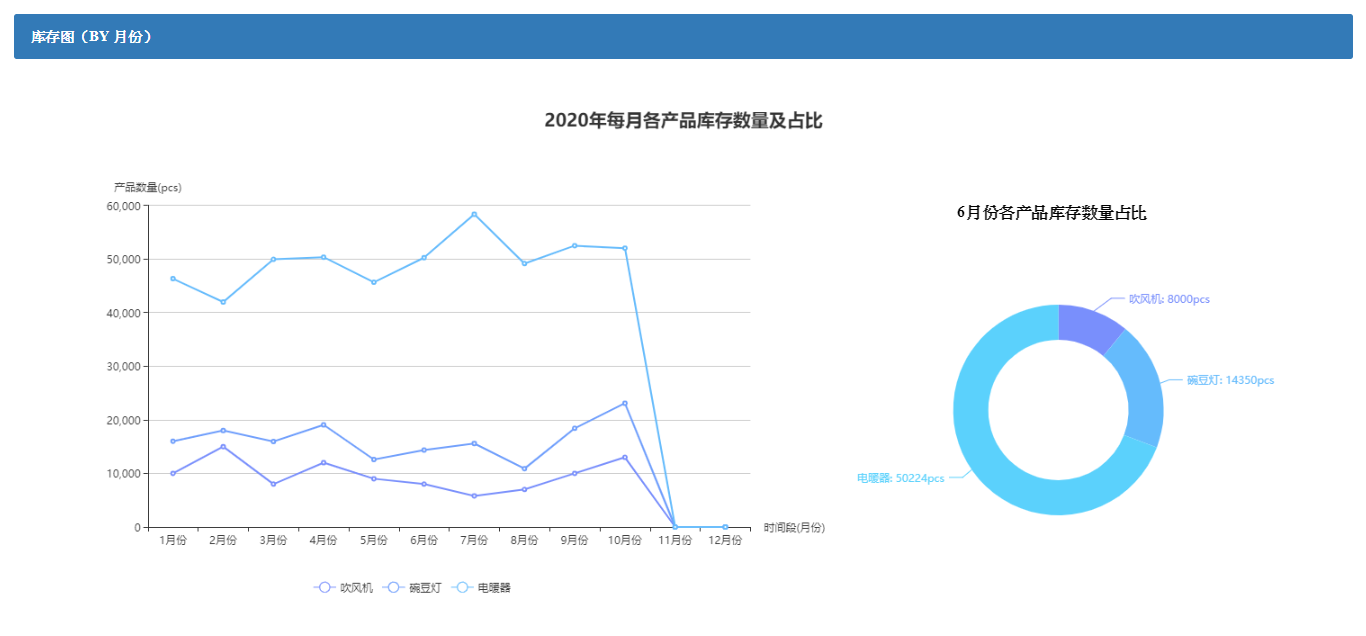 库存图（BY 月份）
2020年每月各产品库存数量及占比
产品数量(pcs)
60,000
50,000
40,000
30,000
20,000
10,000
0
1月份 2月份 3月份 4月份 5月份 6月份 7月份 8月份 9月份 10月份 11月份 12月份
时间段(月份)
吹风机 碗豆灯 电暖器
6月份各产品库存数量占比
吹风机: 8000pcs
碗豆灯: 14350pcs
电暖器: 50224pcs